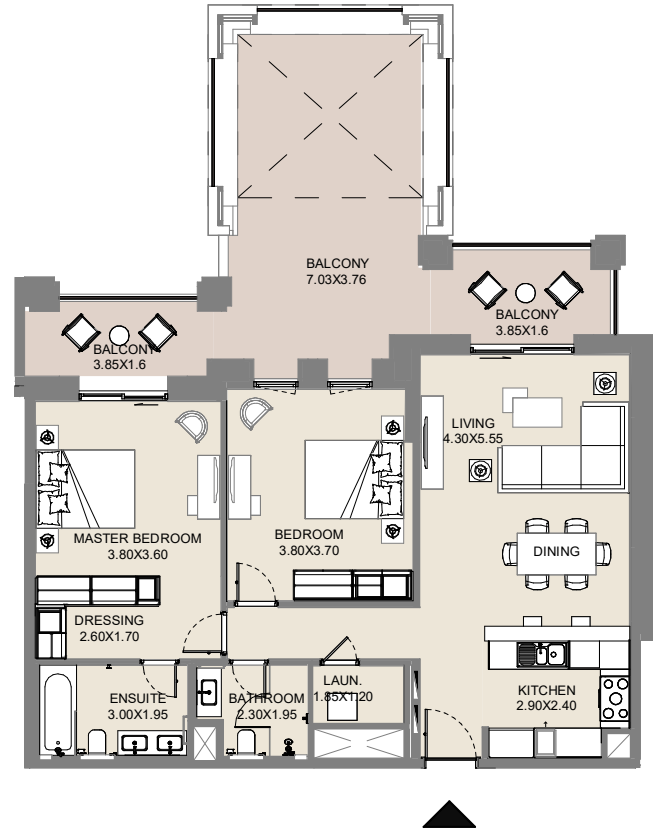 BALCONY
7.03X3.76
BALCONY
3.85X1.6
BALCONY
3.85X1.6
LIVING
4.30X5.55
MASTER BEDROOM
3.80X3.60
BEDROOM
3.80X3.70
DINING
DRESSING
2.60X1.70
ENSUITE
3.00X1.95
BATHROOM
2.30X1.95
LAUN.
1.85X1.20
KITCHEN
2.90X2.40